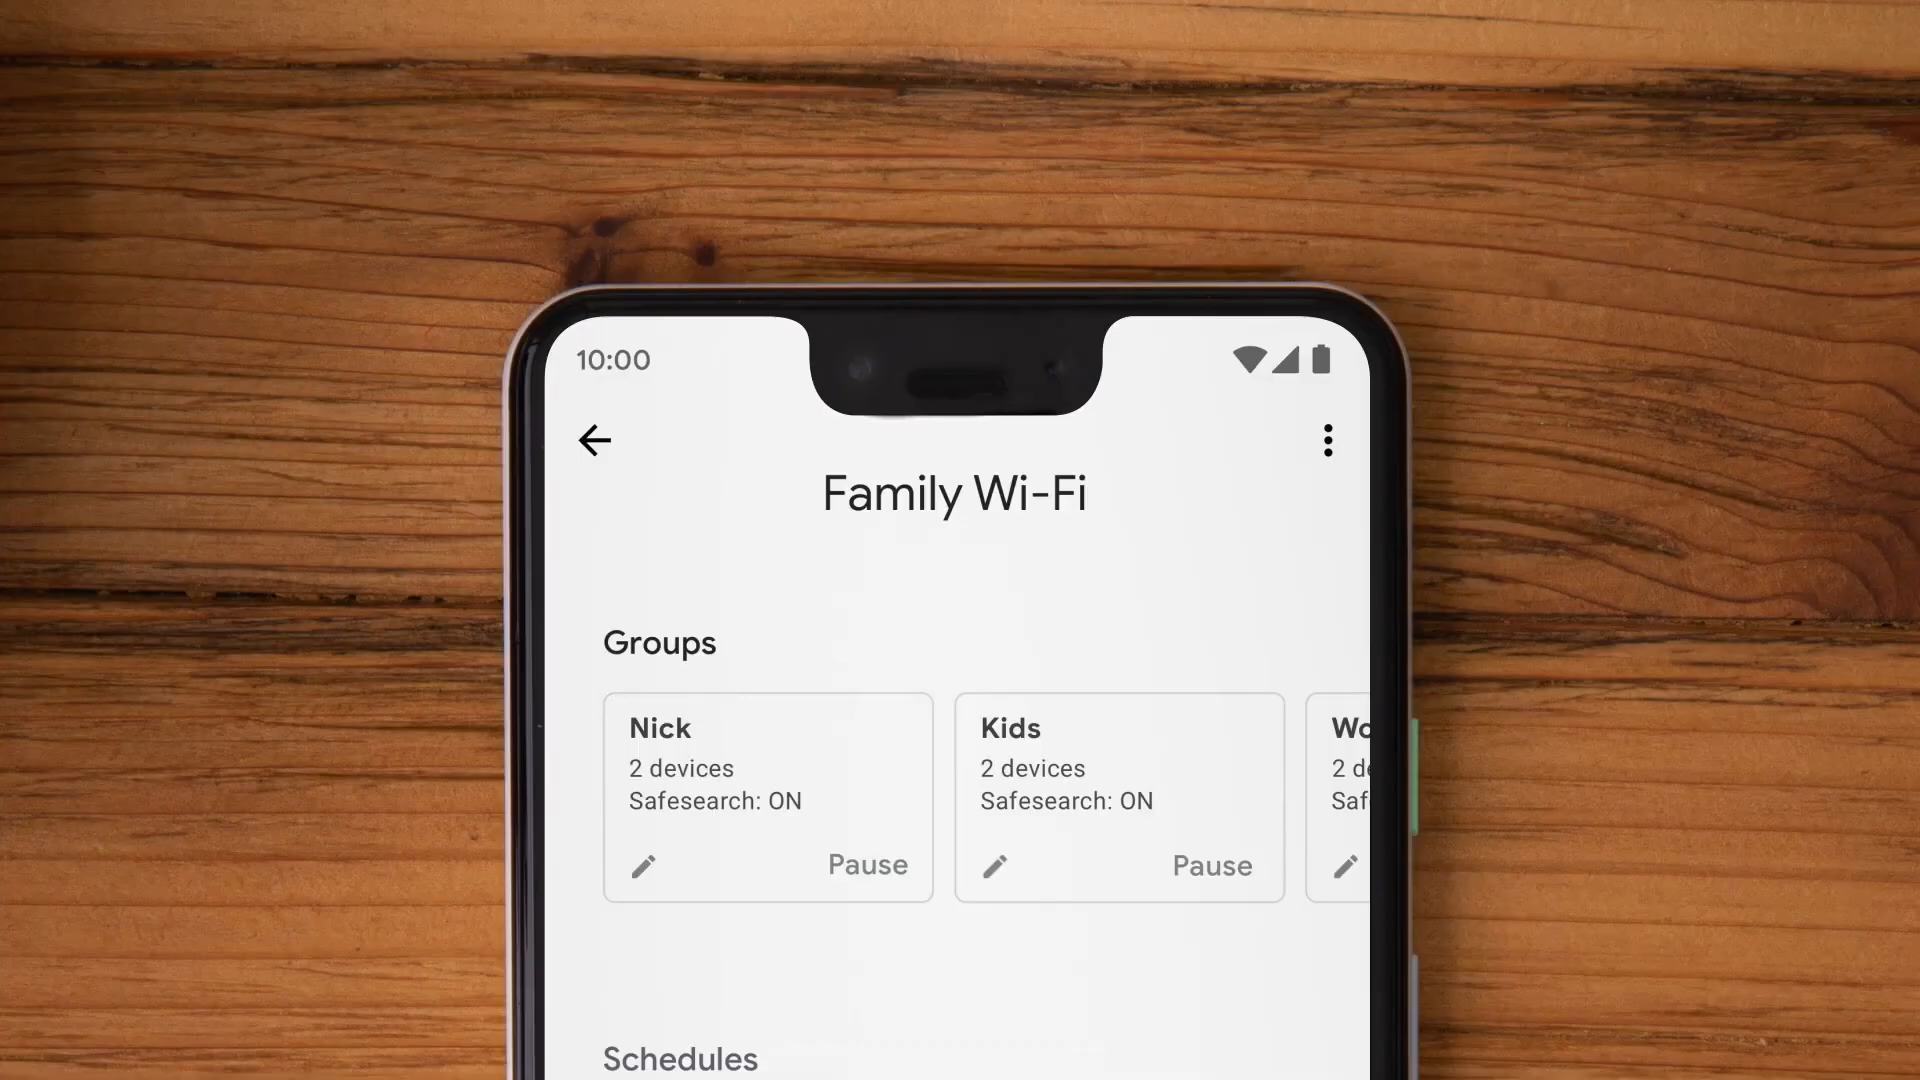 10:00
Family Wi-Fi
Groups
Nick
2 devices
Safesearch: ON
Pause
Kids
2 devices
Safesearch: ON
Pause
2
Schedules